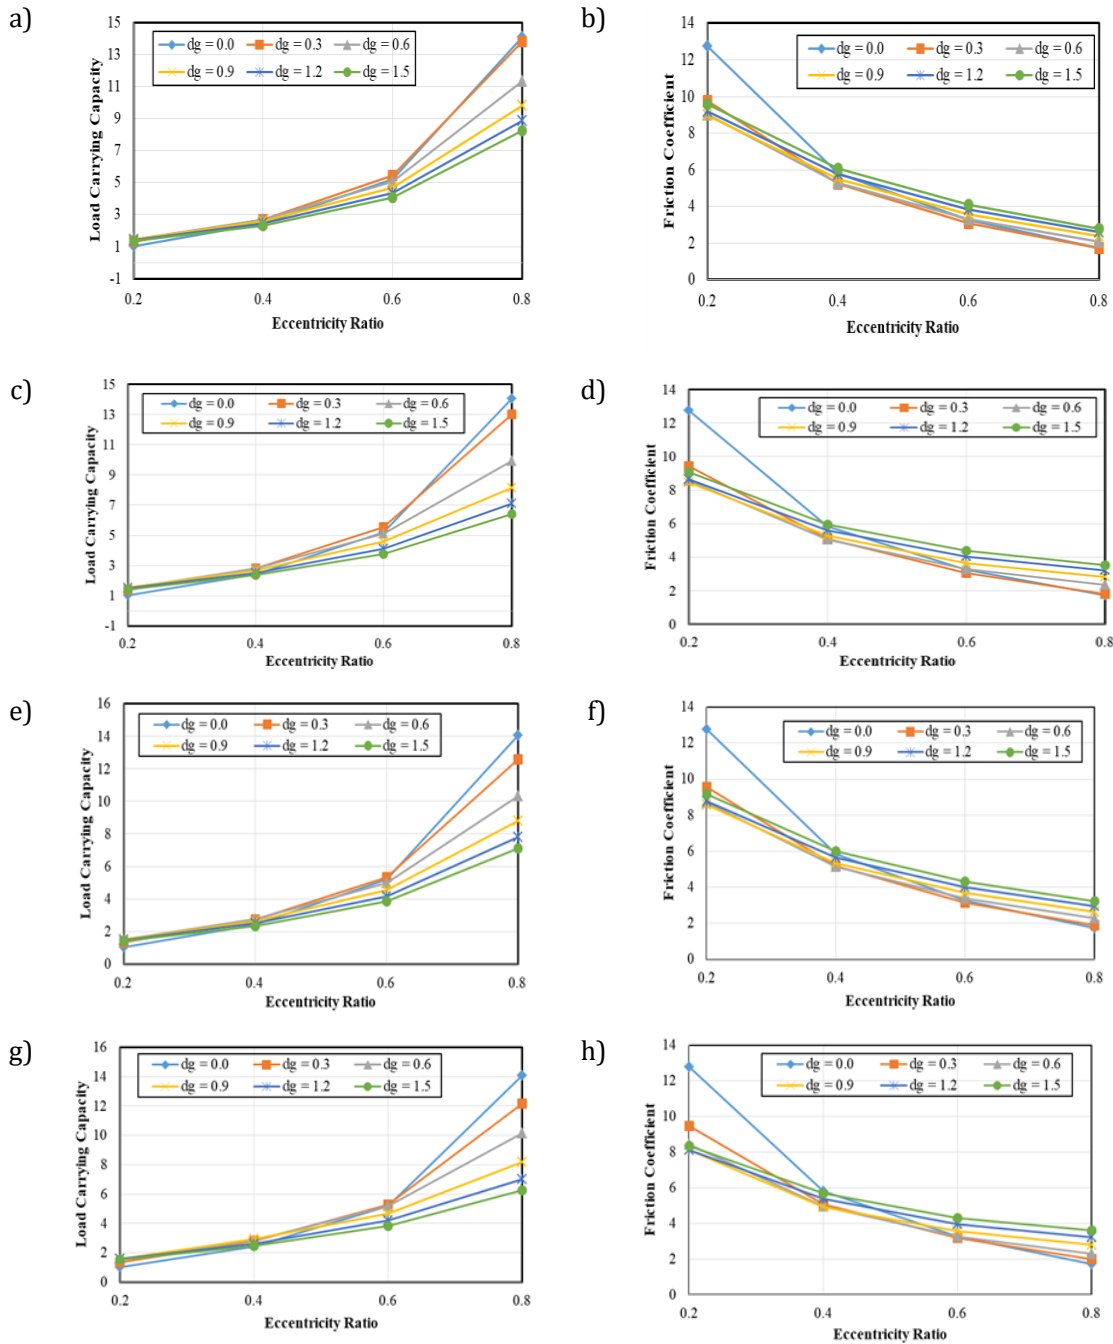 a)
Load Carrying Capacity
15
13
11
9
7
5
3
1
-1
dg = 0.0
dg = 0.3
dg = 0.6
dg = 0.9
dg = 1.2
dg = 1.5
0.2
0.4
0.6
0.8
Eccentricity Ratio
b)
Friction Coefficient
14
12
10
8
6
4
2
0
dg = 0.0
dg = 0.3
dg = 0.6
dg = 0.9
dg = 1.2
dg = 1.5
0.2
0.4
0.6
0.8
Eccentricity Ratio
c)
Load Carrying Capacity
15
13
11
9
7
5
3
1
-1
dg = 0.0
dg = 0.3
dg = 0.6
dg = 0.9
dg = 1.2
dg = 1.5
0.2
0.4
0.6
0.8
Eccentricity Ratio
d)
Friction Coefficient
14
12
10
8
6
4
2
0
dg = 0.0
dg = 0.3
dg = 0.6
dg = 0.9
dg = 1.2
dg = 1.5
0.2
0.4
0.6
0.8
Eccentricity Ratio
e)
Load Carrying Capacity
16
14
12
10
8
6
4
2
0
dg = 0.0
dg = 0.3
dg = 0.6
dg = 0.9
dg = 1.2
dg = 1.5
0.2
0.4
0.6
0.8
Eccentricity Ratio
f)
Friction Coefficient
14
12
10
8
6
4
2
0
dg = 0.0
dg = 0.3
dg = 0.6
dg = 0.9
dg = 1.2
dg = 1.5
0.2
0.4
0.6
0.8
Eccentricity Ratio
g)
Load Carrying Capacity
16
14
12
10
8
6
4
2
0
dg = 0.0
dg = 0.3
dg = 0.6
dg = 0.9
dg = 1.2
dg = 1.5
0.2
0.4
0.6
0.8
Eccentricity Ratio
h)
Friction Coefficient
14
12
10
8
6
4
2
0
dg = 0.0
dg = 0.3
dg = 0.6
dg = 0.9
dg = 1.2
dg = 1.5
0.2
0.4
0.6
0.8
Eccentricity Ratio